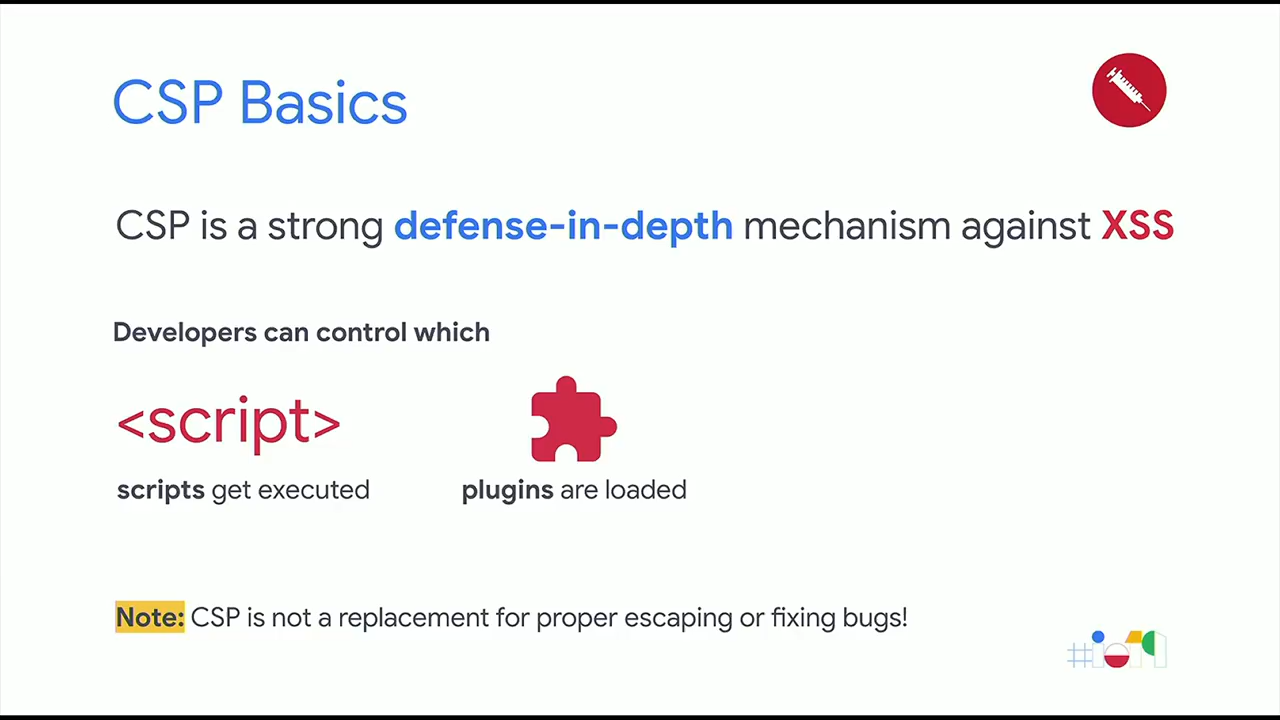 CSP Basics
CSP is a strong defense-in-depth mechanism against XSS
Developers can control which
<script>
scripts get executed
plugins are loaded
Note: CSP is not a replacement for proper escaping or fixing bugs!
#io19